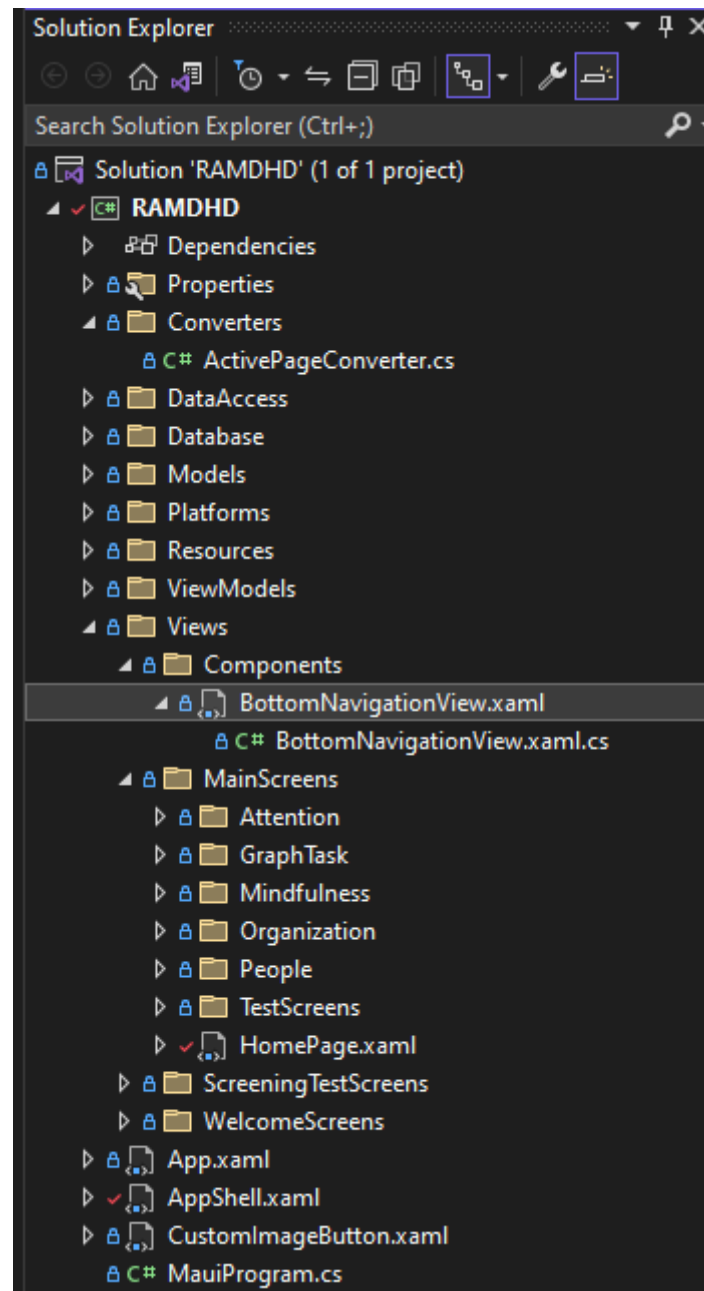 Solution Explorer
Search Solution Explorer (Ctrl+;)
Solution 'RAMDHD' (1 of 1 project)
C# RAMDHD
Dependencies
Properties
Converters
C# ActivePageConverter.cs
DataAccess
Database
Models
Platforms
Resources
ViewModels
Views
Components
BottomNavigationView.xaml
C# BottomNavigationView.xaml.cs
MainScreens
Attention
GraphTask
Mindfulness
Organization
People
TestScreens
HomePage.xaml
ScreeningTestScreens
WelcomeScreens
App.xaml
AppShell.xaml
CustomImageButton.xaml
C# MauiProgram.cs